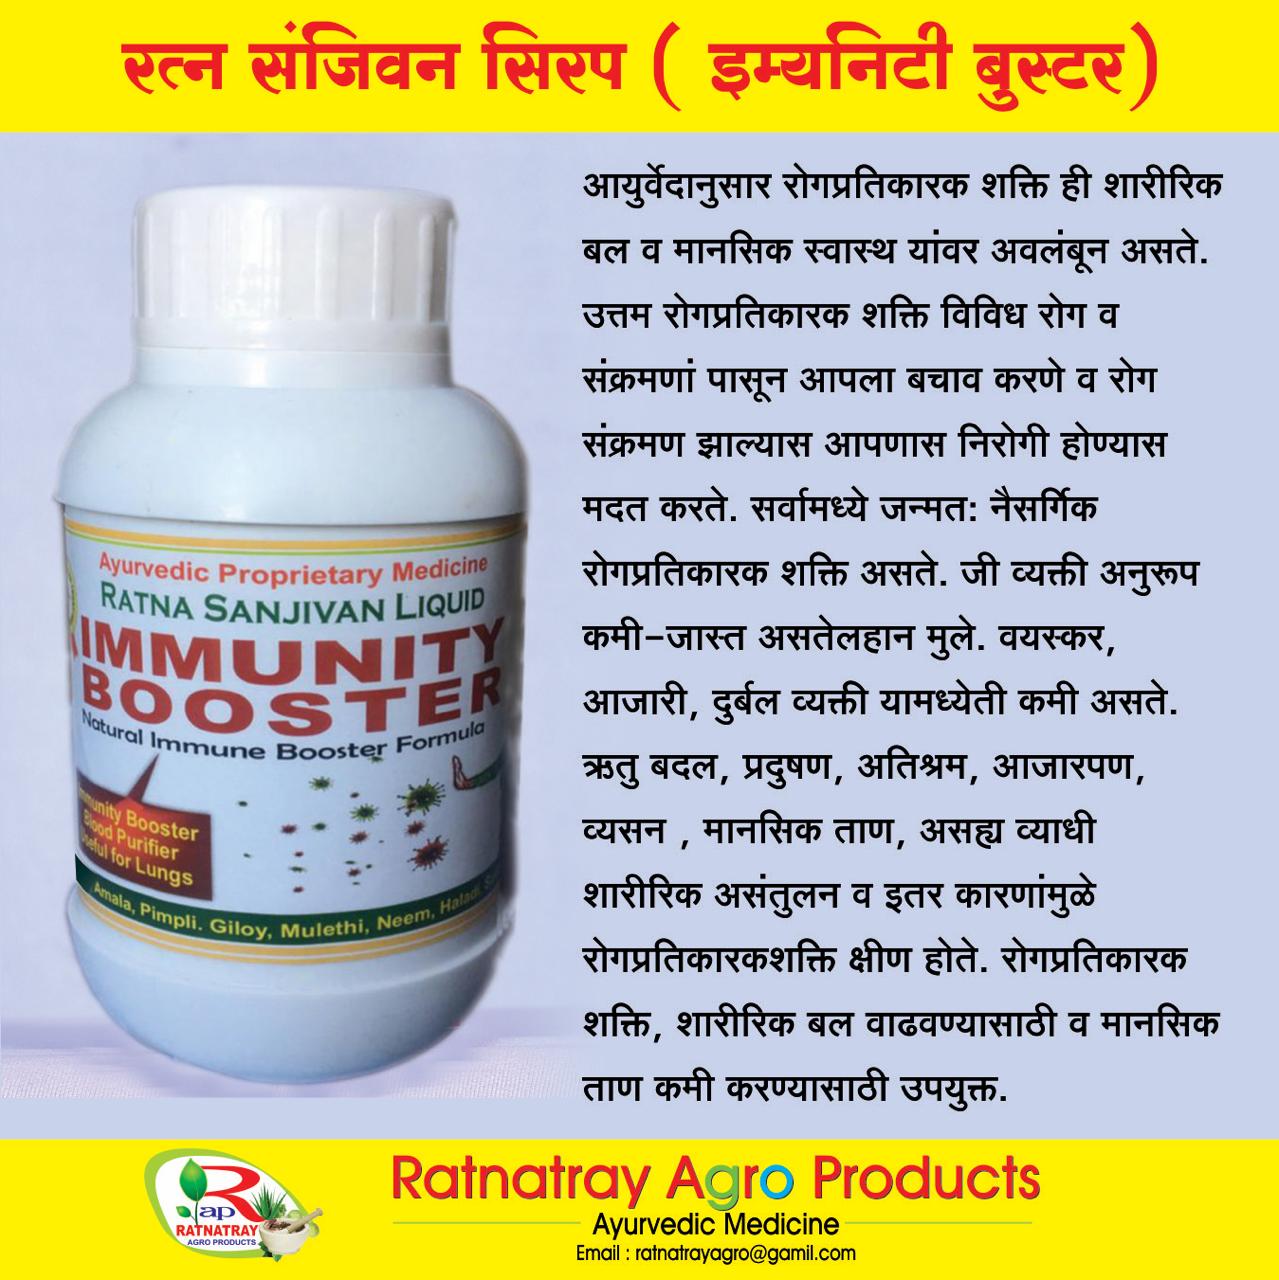 रत्न संजिवन सिरप ( इम्यनिटी बुस्टर)
आयुर्वेदानुसार रोगप्रतिकारक शक्ति ही शारीरिक
बल व मानसिक स्वास्थ यांवर अवलंबून असते.
उत्तम रोगप्रतिकारक शक्ति विविध रोग व
संक्रमणां पासून आपला बचाव करणे व रोग
संक्रमण झाल्यास आपणास निरोगी होण्यास
मदत करते. सर्वामध्ये जन्मत: नैसर्गिक
रोगप्रतिकारक शक्ति असते. जी व्यक्ती अनुरूप
कमी-जास्त असतेलहान मुले. वयस्कर,
आजारी, दुर्बल व्यक्ती यामध्येती कमी असते.
ऋतु बदल, प्रदुषण, अतिश्रम, आजारपण,
व्यसन , मानसिक ताण, असह्य व्याधी
शारीरिक असंतुलन व इतर कारणांमुळे
रोगप्रतिकारकशक्ति क्षीण होते. रोगप्रतिकारक
शक्ति, शारीरिक बल वाढवण्यासाठी व मानसिक
ताण कमी करण्यासाठी उपयुक्त.
Ayurvedic Proprietary Medicine
RATNA SANJIVAN LIQUID
IMMUNITY
BOOSTER
Natural Immune Booster Formula
Booster
Blood Purifier
for Lungs
Amala, Pimpli. Giloy, Mulethi, Neem,
R
ap
RATNATRAY
AGRO PRODUCTS
Ratnatray Agro Products
Ayurvedic Medicine
Email : ratnatrayagro@gamil.com